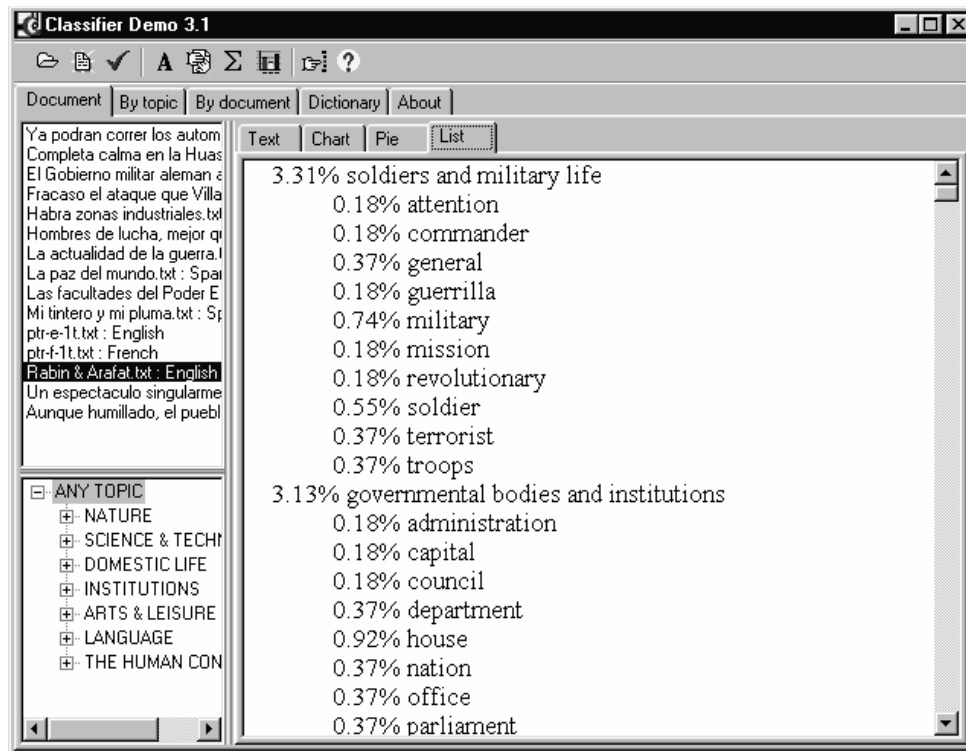 Classifier Demo 3.1
A Σ ?
Document By topic By document Dictionary About
Ya podran correr los autom
Completa calma en la Huas
El Gobierno militar aleman a
Fracaso el ataque que Villa
Habra zonas industriales.txt
Hombres de lucha, mejor qu
La actualidad de la guerra.t
La paz del mundo.txt : Spar
Las facultades del Poder E
Mi tintero y mi pluma.txt : Sp
ptr-e-1t.txt : English
ptr-f-1t.txt : French
Rabin & Arafat.txt : English
Un espectaculo singularme
Aunque humillado, el puebl
ANY TOPIC
NATURE
SCIENCE & TECHN
DOMESTIC LIFE
INSTITUTIONS
ARTS & LEISURE
LANGUAGE
THE HUMAN CON
Text Chart Pie List
3.31% soldiers and military life
0.18% attention
0.18% commander
0.37% general
0.18% guerrilla
0.74% military
0.18% mission
0.18% revolutionary
0.55% soldier
0.37% terrorist
0.37% troops
3.13% governmental bodies and institutions
0.18% administration
0.18% capital
0.18% council
0.37% department
0.92% house
0.37% nation
0.37% office
0.37% parliament